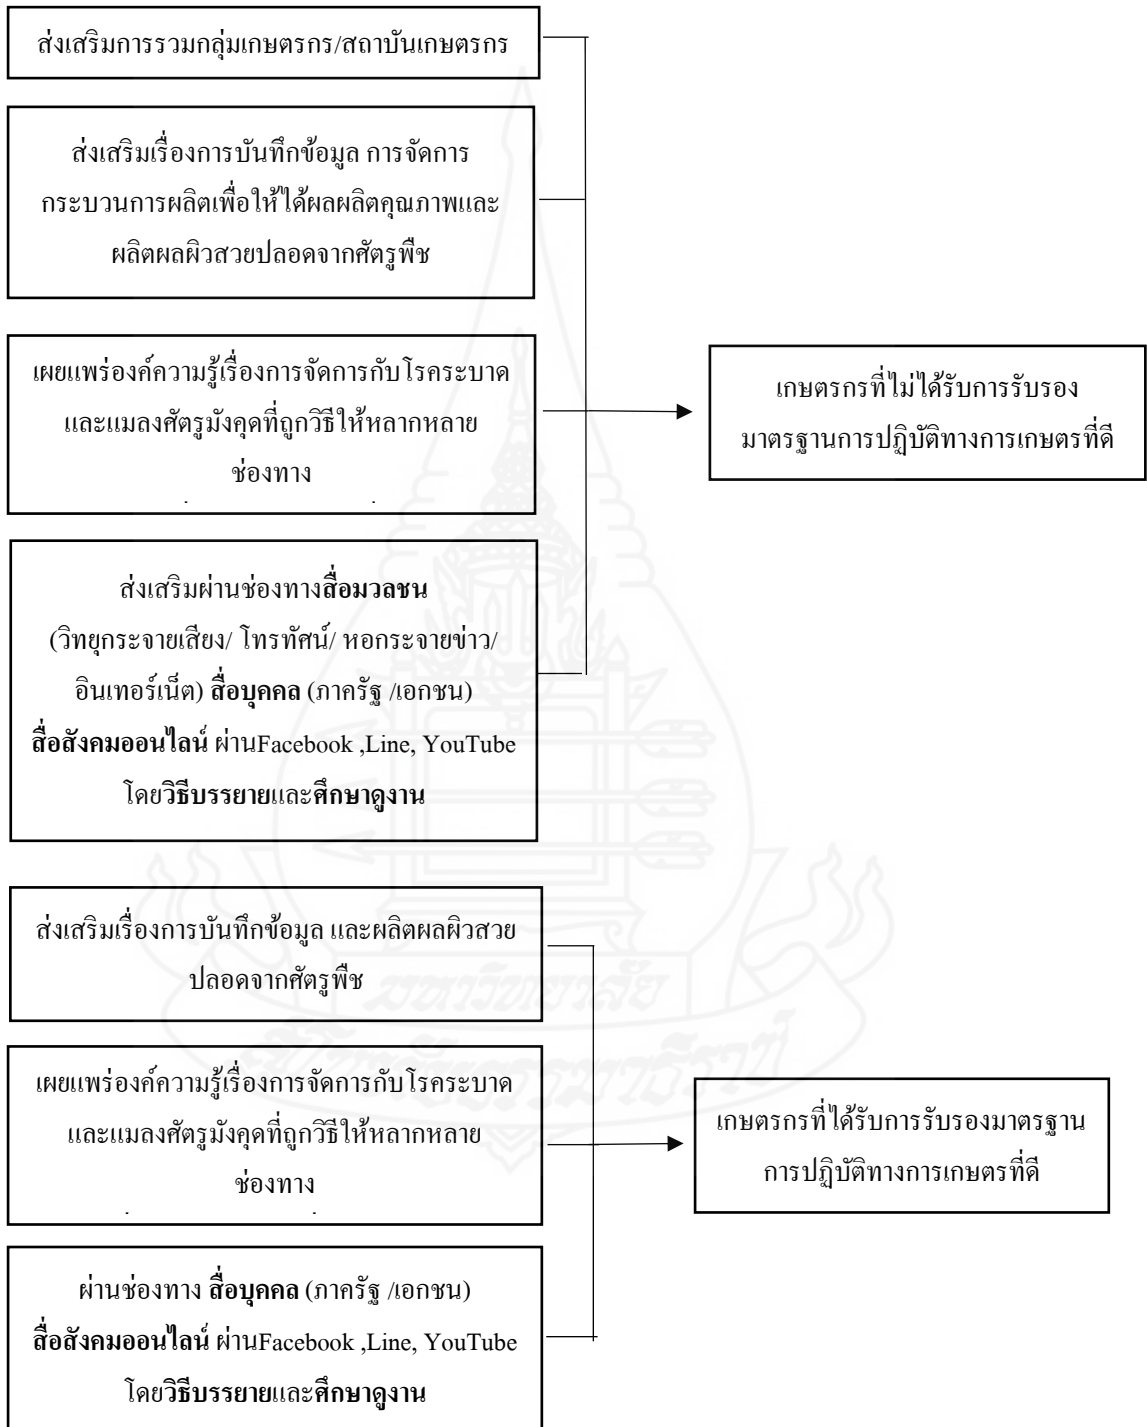 ส่งเสริมการรวมกลุ่มเกษตรกร/สถาบันเกษตรกร
ส่งเสริมเรื่องการบันทึกข้อมูล การจัดการ
กระบวนการผลิตเพื่อให้ได้ผลผลิตคุณภาพและ
ผลิตผลผิวสวยปลอดจากศัตรูพืช
เผยแพร่องค์ความรู้เรื่องการจัดการกับโรคระบาด
และแมลงศัตรูมังคุดที่ถูกวิธีให้หลากหลาย
ช่องทาง
เกษตรกรที่ไม่ได้รับการรับรอง
มาตรฐานการปฏิบัติทางการเกษตรที่ดี
ส่งเสริมผ่านช่องทางสื่อมวลชน
(วิทยุกระจายเสียง/ โทรทัศน์/ หอกระจายข่าว/
อินเทอร์เน็ต) สื่อบุคคล (ภาครัฐ /เอกชน)
สื่อสังคมออนไลน์ ผ่านFacebook ,Line, YouTube
โดยวิธีบรรยายและศึกษาดูงาน
ส่งเสริมเรื่องการบันทึกข้อมูล และผลิตผลผิวสวย
ปลอดจากศัตรูพืช
เผยแพร่องค์ความรู้เรื่องการจัดการกับโรคระบาด
และแมลงศัตรูมังคุดที่ถูกวิธีให้หลากหลาย
ช่องทาง
เกษตรกรที่ได้รับการรับรองมาตรฐาน
การปฏิบัติทางการเกษตรที่ดี
ผ่านช่องทาง สื่อบุคคล (ภาครัฐ /เอกชน)
สื่อสังคมออนไลน์ ผ่านFacebook ,Line, YouTube
โดยวิธีบรรยายและศึกษาดูงาน
มหาวิทยาลัย
สุโขทัยธรรมาธิราช